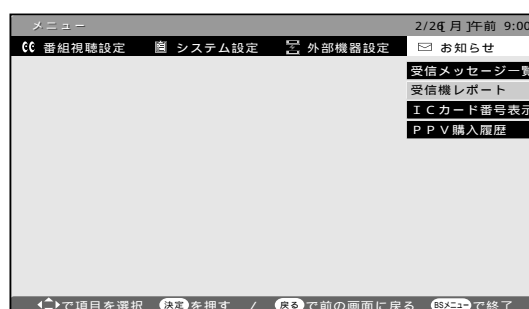 メニュー 2/26[月]午前 9:00
番組視聴設定 システム設定 外部機器設定 お知らせ
受信メッセージ一覧
受信機レポート
ICカード番号表示
PPV購入履歴
で項目を選択 決定を押す / 戻るで前の画面に戻る BSメニューで終了